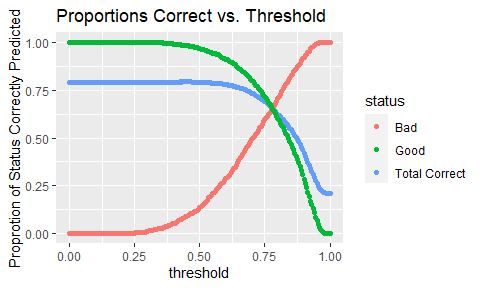 Proportions Correct vs. Threshold
Proprotion of Status Correctly Predicted
1.00
0.75
0.50
0.25
0.00
0.00 0.25 0.50 0.75 1.00
threshold
status
Bad
Good
Total Correct